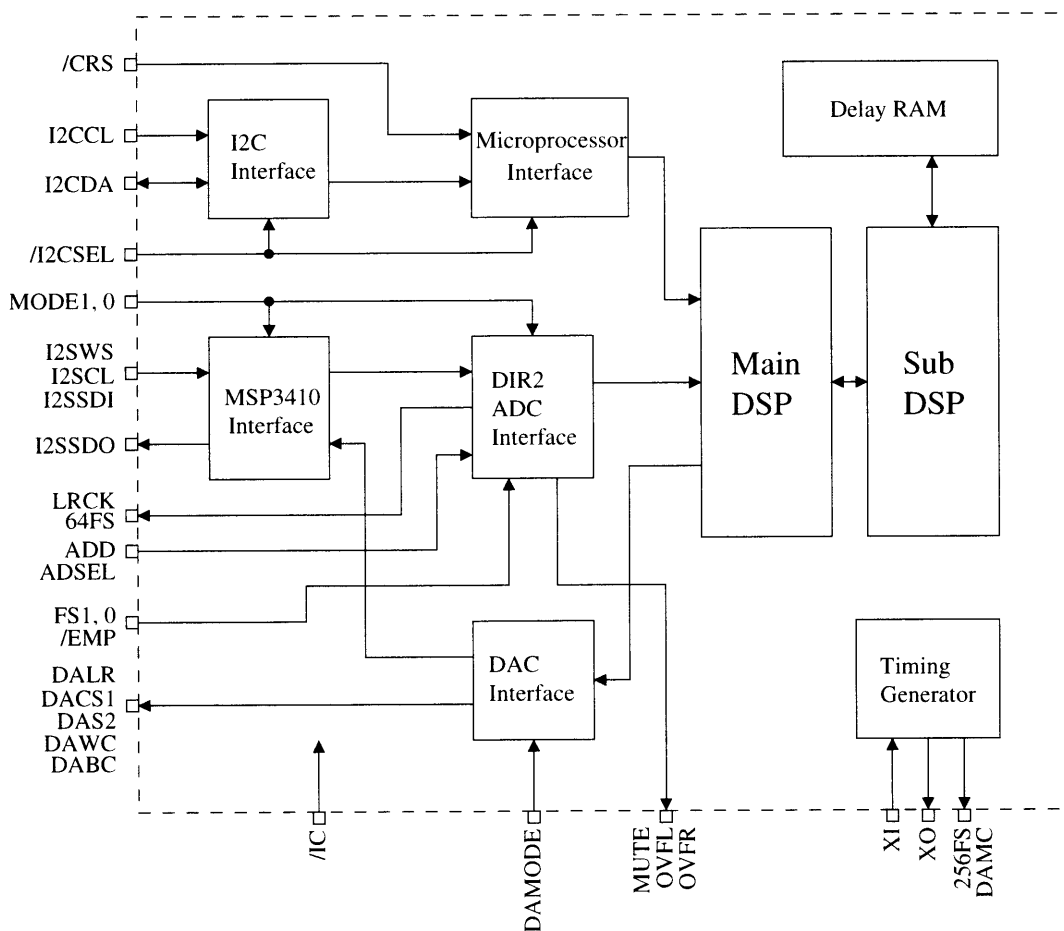 /CRS
Delay RAM
I2CCL
I2C
Interface
Microprocessor
Interface
I2CDA
/I2CSEL
MODE1, 0
I2SWS
I2SCL
I2SSDI
MSP3410
Interface
DIR2
ADC
Interface
Main
DSP
Sub
DSP
I2SSDO
LRCK
64FS
ADD
ADSEL
FS1, 0
/EMP
DALR
DACS1
DAS2
DAWC
DABC
DAC
Interface
Timing
Generator
/IC
DAMODE
MUTE
OVFL
OVFR
XI
XO
256FS
DAMC